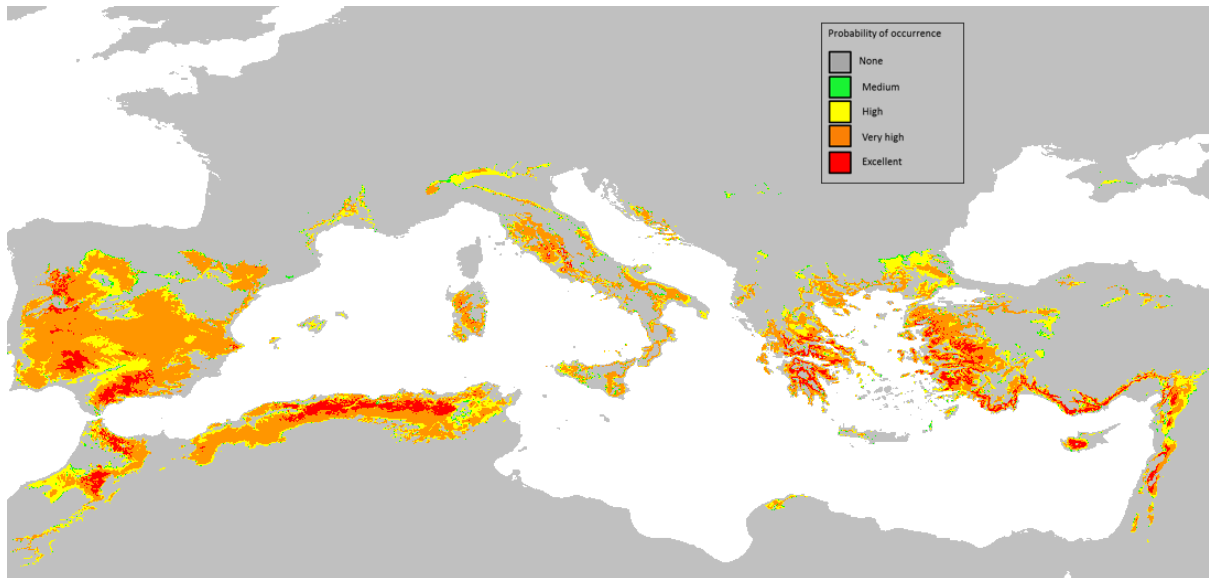 Probability of occurrence
None
Medium
High
Very high
Excellent